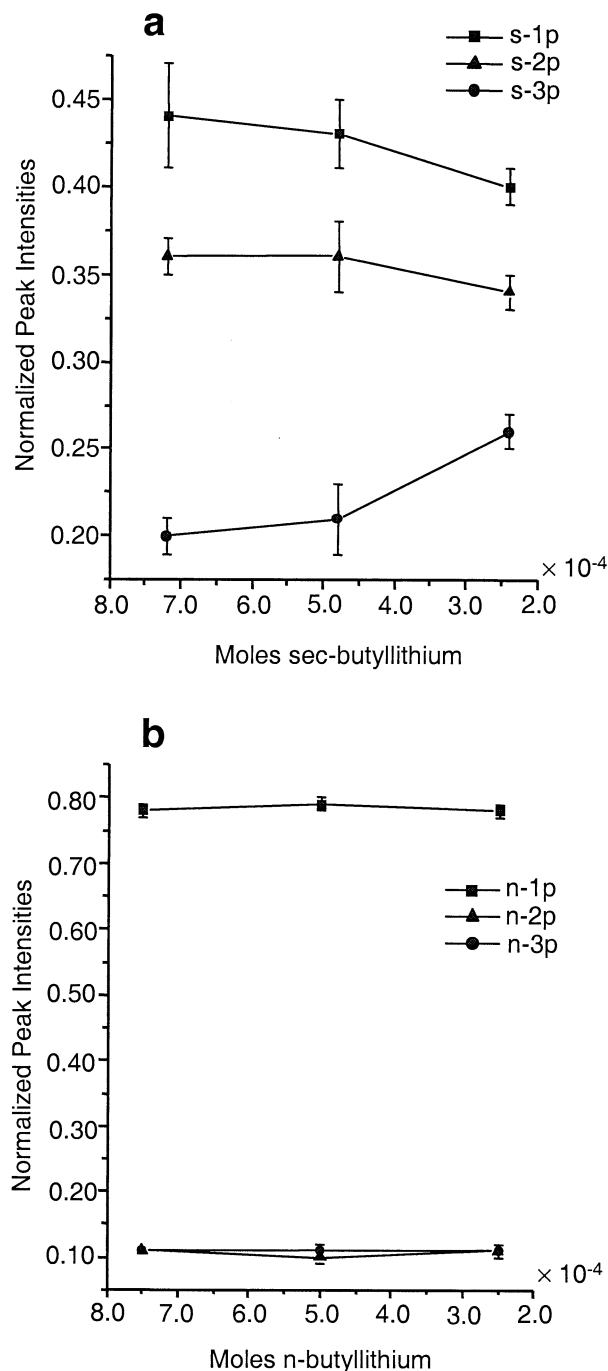 a
s-1p
s-2p
s-3p
Normalized Peak Intensities
0.45
0.40
0.35
0.30
0.25
0.20
8.0 7.0 6.0 5.0 4.0 3.0 2.0
× 10-4
Moles sec-butyllithium
b
n-1p
n-2p
n-3p
Normalized Peak Intensities
0.80
0.70
0.60
0.50
0.40
0.30
0.20
0.10
8.0 7.0 6.0 5.0 4.0 3.0 2.0
× 10-4
Moles n-butyllithium